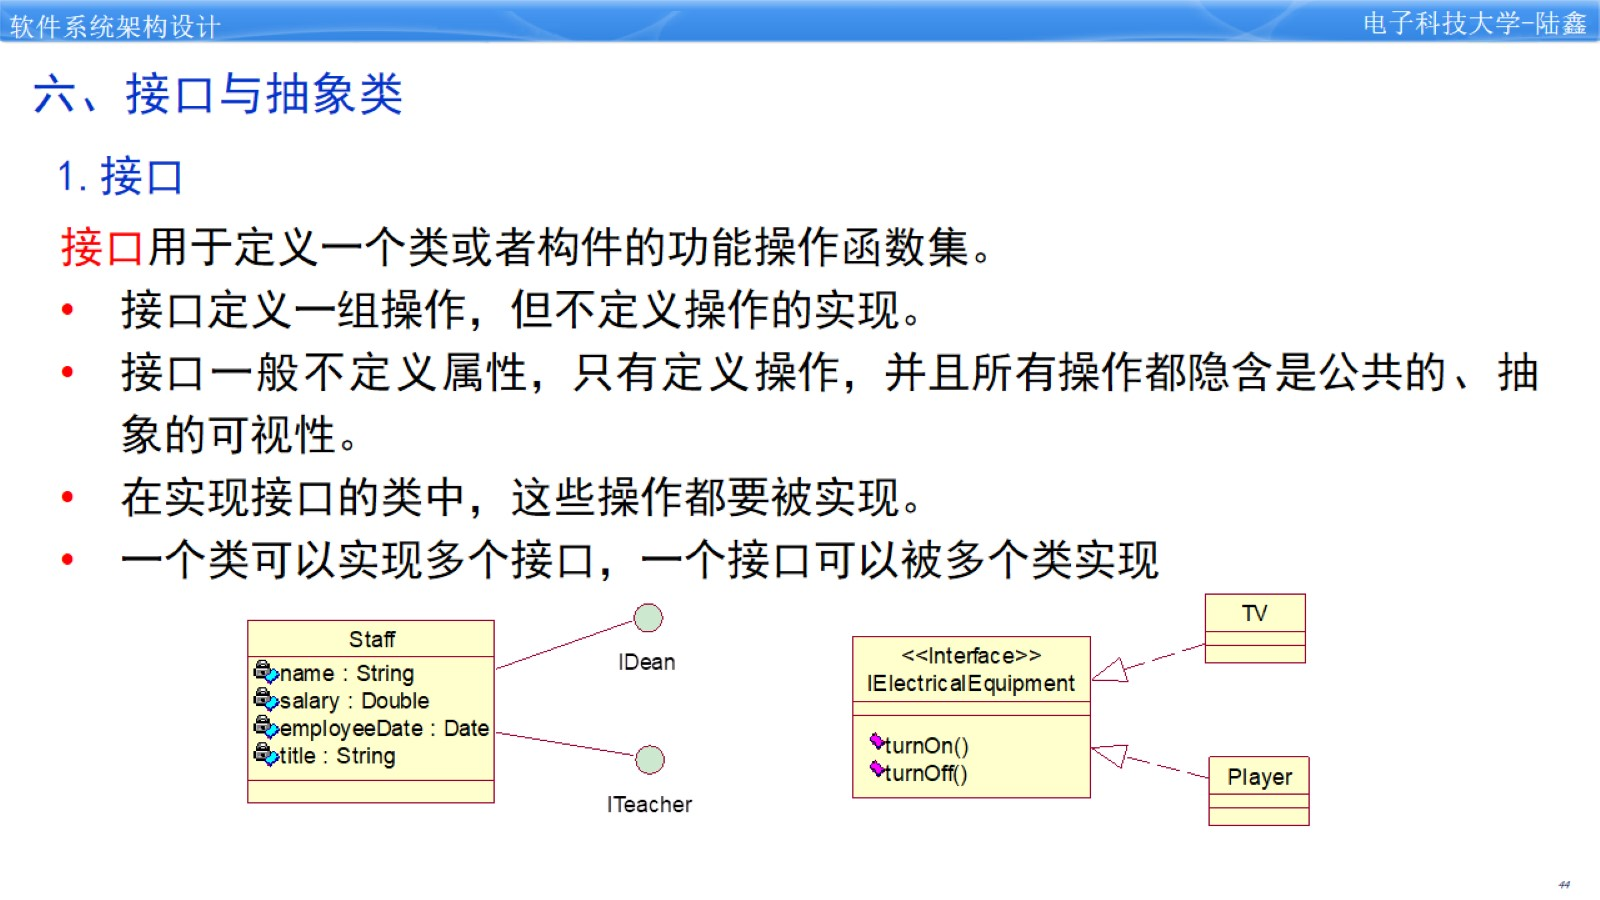 软件系统架构设计
电子科技大学-陆鑫
六、接口与抽象类
1.接口
接口用于定义一个类或者构件的功能操作函数集。
• 接口定义一组操作，但不定义操作的实现。
• 接口一般不定义属性，只有定义操作，并且所有操作都隐含是公共的、抽
象的可视性。
• 在实现接口的类中，这些操作都要被实现。
• 一个类可以实现多个接口，一个接口可以被多个类实现
Staff
name : String
salary : Double
employeeDate : Date
title : String
IDean
ITeacher
<<Interface>>
IElectricalEquipment
turnOn()
turnOff()
TV
Player
44